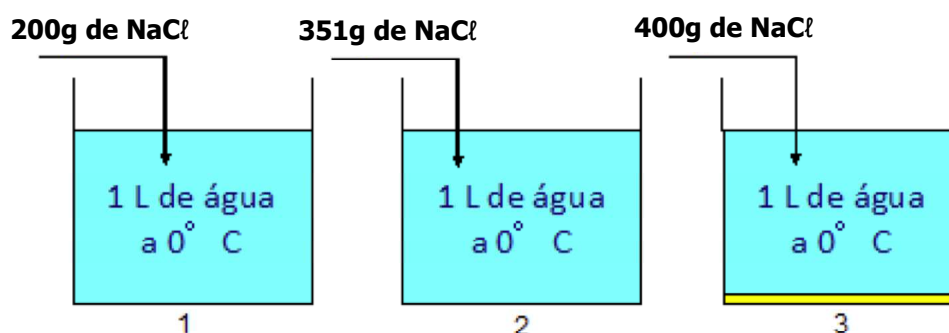 200g de NaCℓ
351g de NaCℓ
400g de NaCℓ
1 L de água
a 0° C
1 L de água
a 0° C
1 L de água
a 0° C
1
2
3